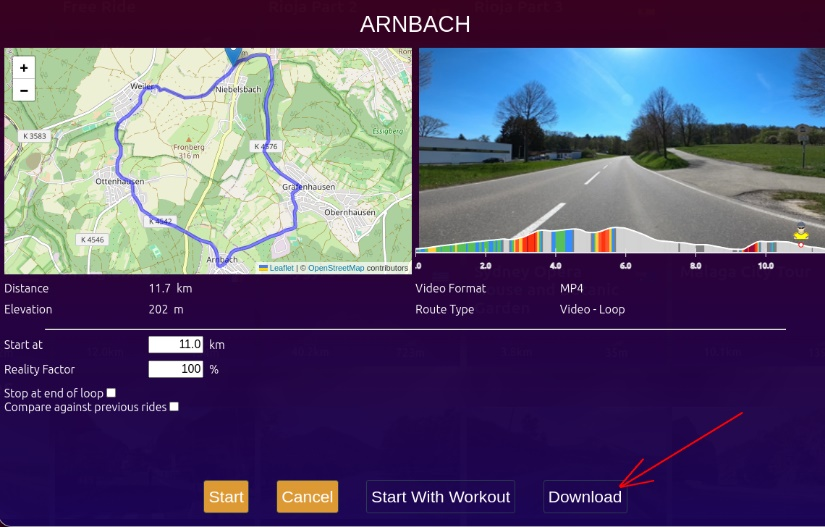 ARNBACH
+
−
Weiler
Niebelsbach
K 3583
Fronberg
316 m
K 4576
Essigberg
Ottenhausen
Gräfenhausen
Obernhausen
K 4542
K 4546
Arnbach
Leaflet | © OpenStreetMap contributors
.0 2.0 4.0 6.0 8.0 10.0
Distance 11.7 km
Video Format MP4
Elevation 202 m
Route Type Video - Loop
Start at 11.0 km
Reality Factor 100 %
Stop at end of loop
Compare against previous rides
Start Cancel Start With Workout Download